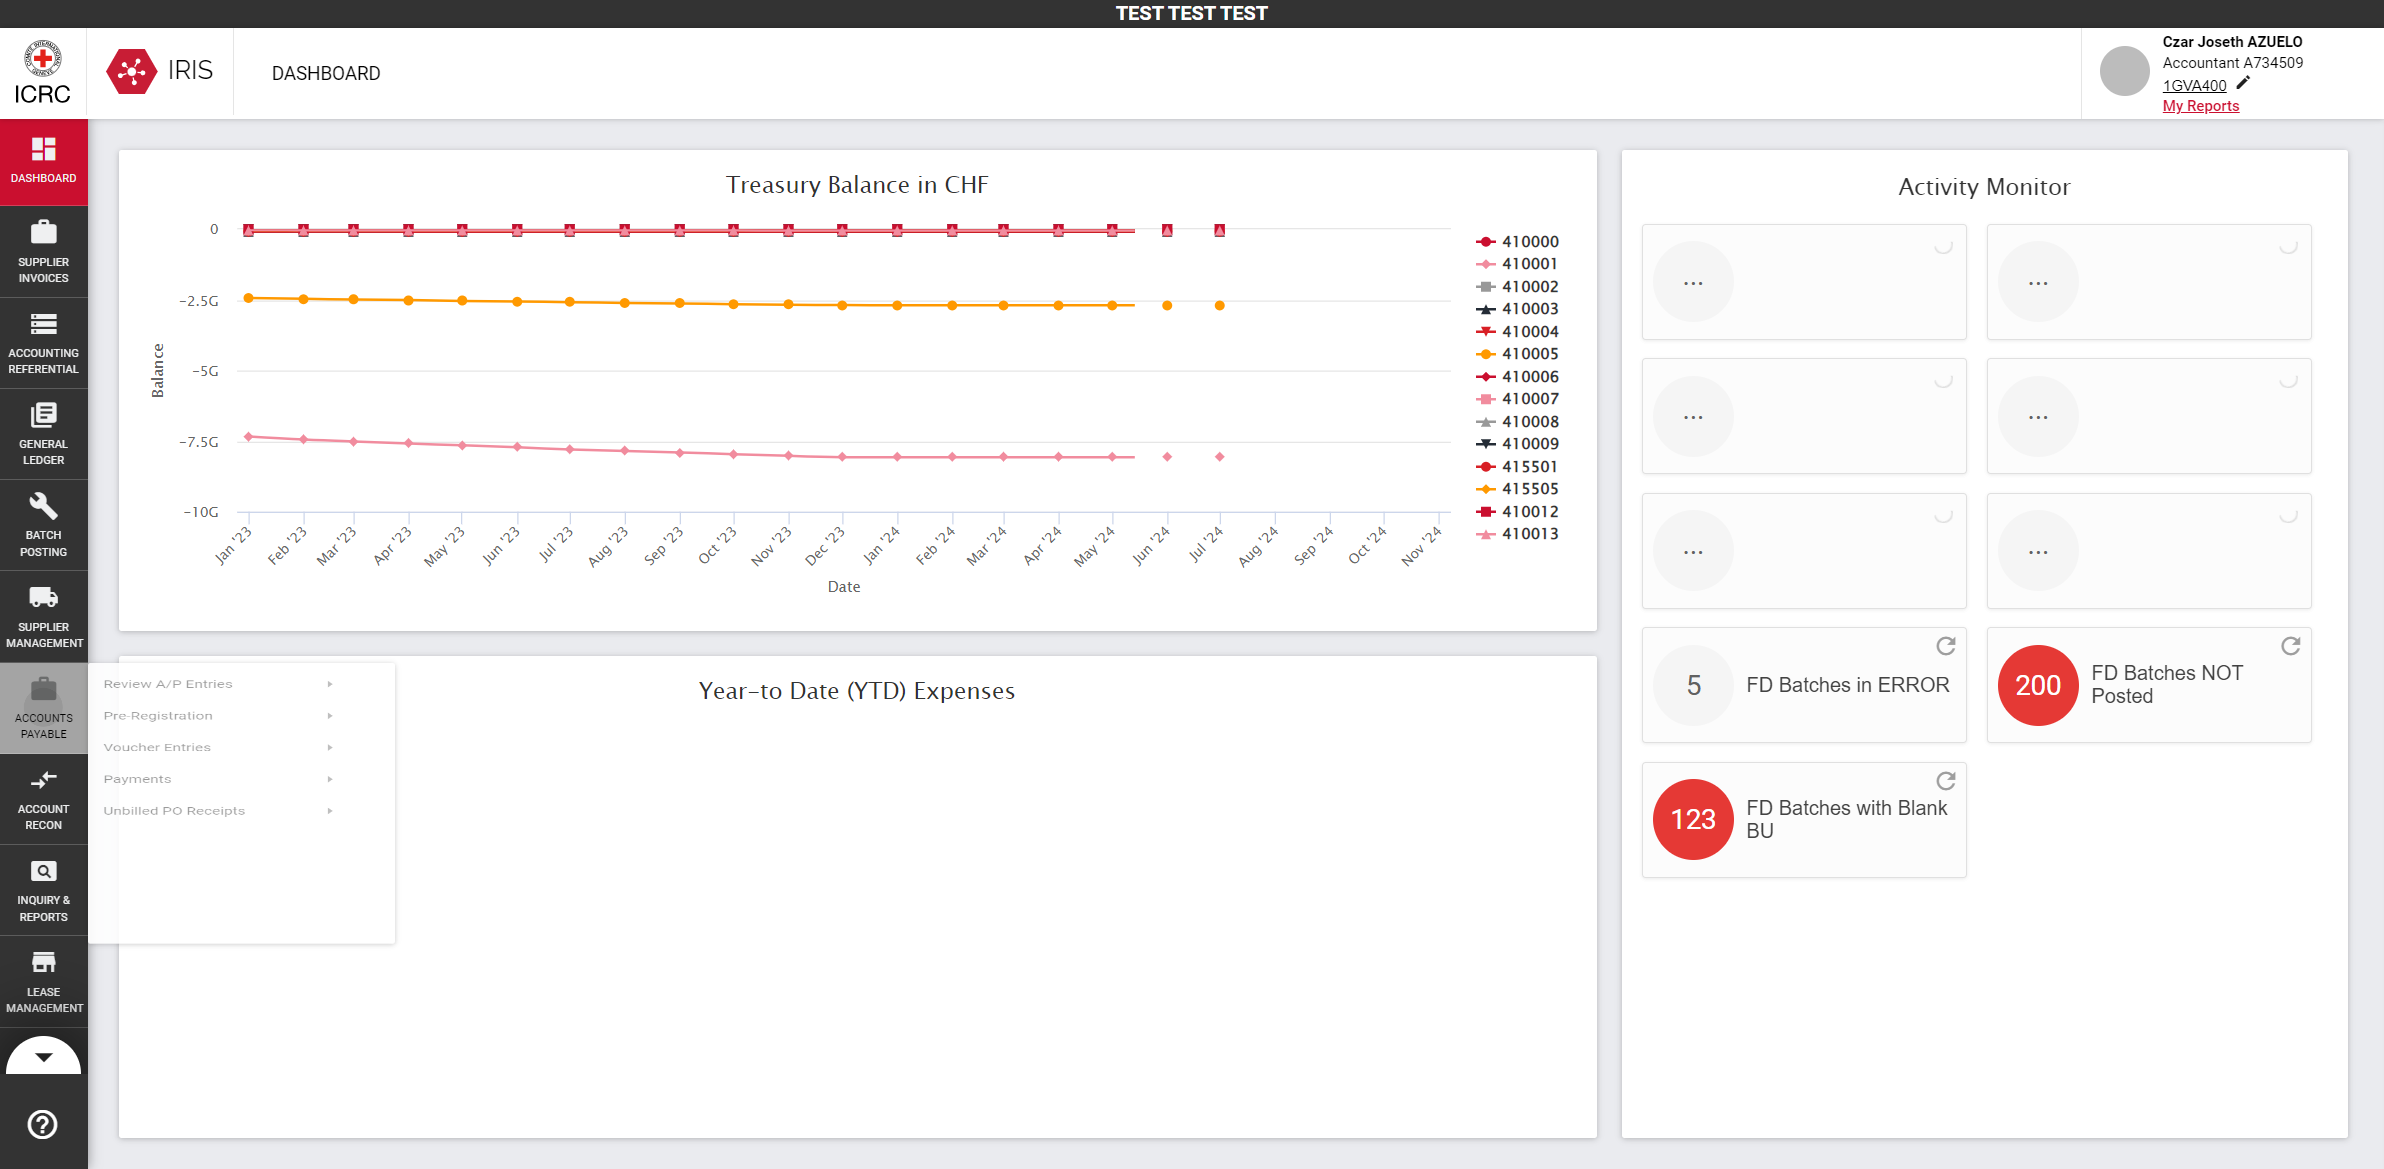 TEST TEST TEST
COMITÉ INTERNATIONAL GENEVE
ICRC
IRIS
DASHBOARD
Czar Joseth AZUELO
Accountant A734509
1GVA400
My Reports
DASHBOARD
SUPPLIER
INVOICES
ACCOUNTING
REFERENTIAL
GENERAL
LEDGER
BATCH
POSTING
SUPPLIER
MANAGEMENT
ACCOUNTS
PAYABLE
ACCOUNT
RECON
INQUIRY &
REPORTS
LEASE
MANAGEMENT
Review A/P Entries
Pre-Registration
Voucher Entries
Payments
Unbilled PO Receipts
Treasury Balance in CHF
Balance
0
−2.5G
−5G
−7.5G
−10G
Jan '23
Feb '23
Mar '23
Apr '23
May '23
Jun '23
Jul '23
Aug '23
Sep '23
Oct '23
Nov '23
Dec '23
Jan '24
Feb '24
Mar '24
Apr '24
May '24
Jun '24
Jul '24
Aug '24
Sep '24
Oct '24
Nov '24
Date
410000
410001
410002
410003
410004
410005
410006
410007
410008
410009
415501
415505
410012
410013
Year-to Date (YTD) Expenses
Activity Monitor
...
...
...
...
...
...
5
FD Batches in ERROR
200
FD Batches NOT
Posted
123
FD Batches with Blank
BU